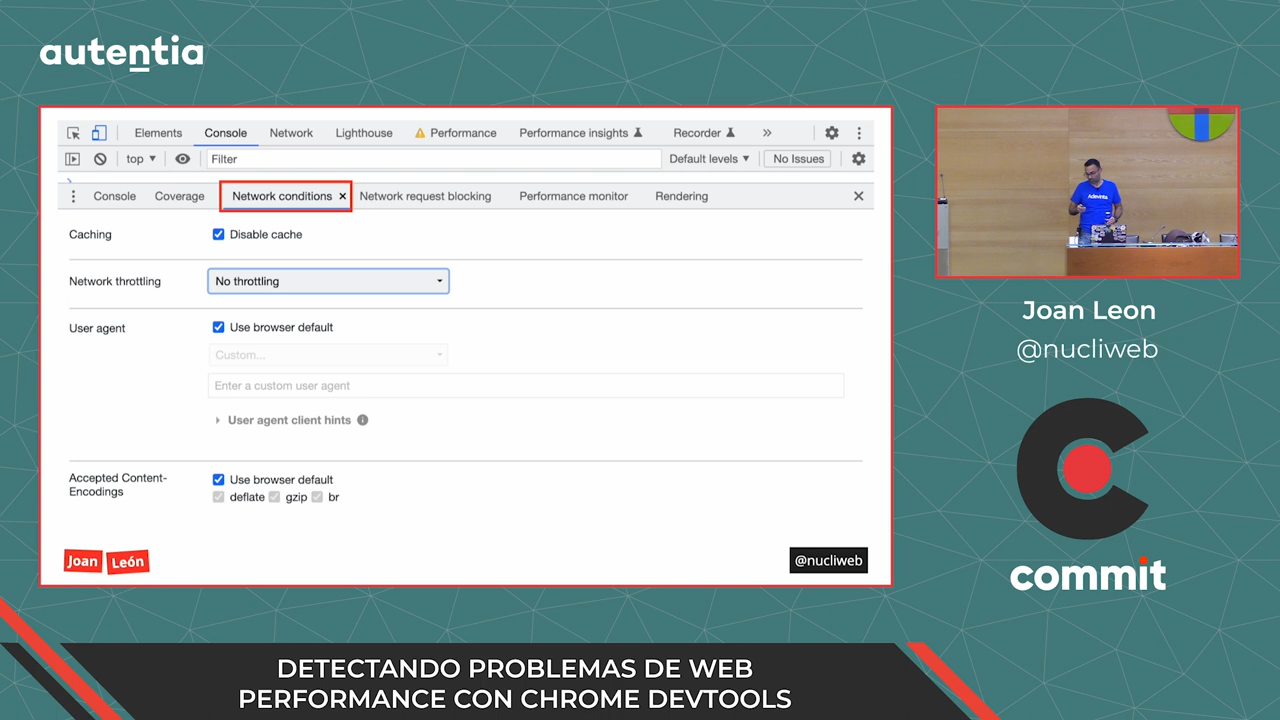 autentia
Elements Console Network Lighthouse Performance Performance insights Recorder »
top ▼ Filter Default levels ▼ No Issues
Console Coverage Network conditions × Network request blocking Performance monitor Rendering ×
Caching Disable cache
Network throttling No throttling
User agent Use browser default
Custom...
Enter a custom user agent
User agent client hints
Accepted Content-
Encodings
Use browser default
deflate gzip br
Joan León
@nucliweb
Adevinta
Joan Leon
@nucliweb
commit
DETECTANDO PROBLEMAS DE WEB
PERFORMANCE CON CHROME DEVTOOLS